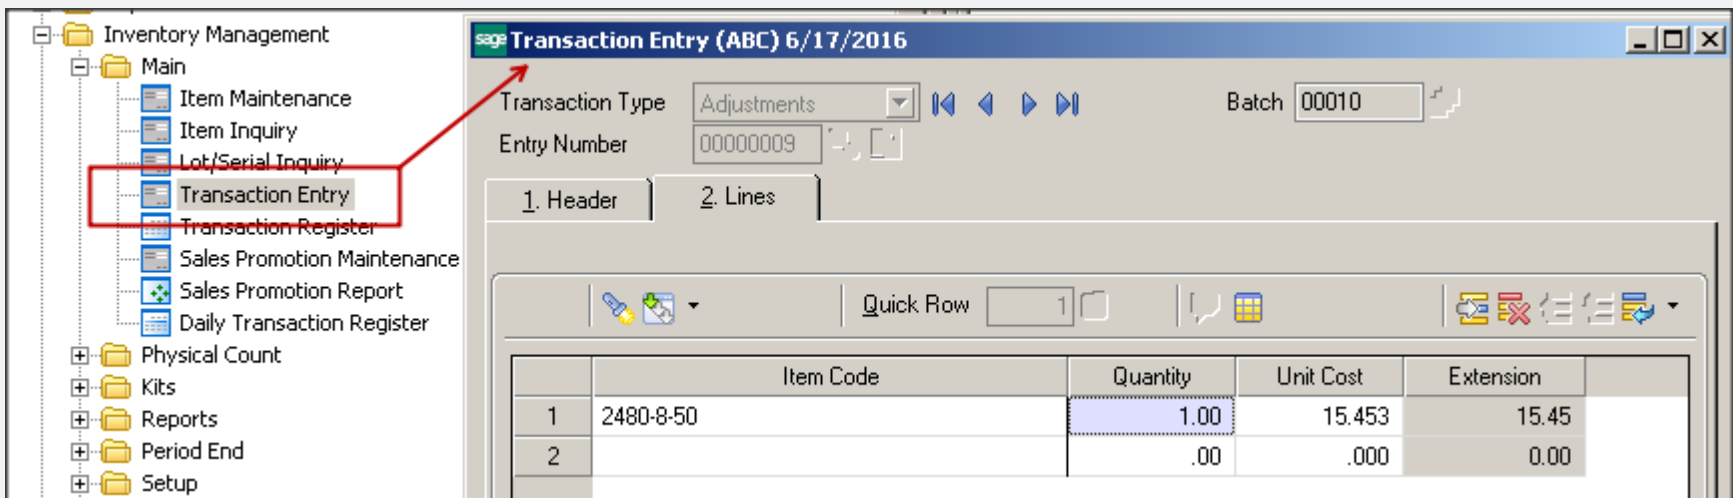 Inventory Management
Main
Item Maintenance
Item Inquiry
Lot/Serial Inquiry
Transaction Entry
Transaction Register
Sales Promotion Maintenance
Sales Promotion Report
Daily Transaction Register
Physical Count
Kits
Reports
Period End
Setup
sage Transaction Entry (ABC) 6/17/2016
Transaction Type Adjustments Batch 00010
Entry Number 00000009
1. Header 2. Lines
Quick Row 1
Item Code Quantity Unit Cost Extension
1 2480-8-50 1.00 15.453 15.45
2 .00 .000 0.00